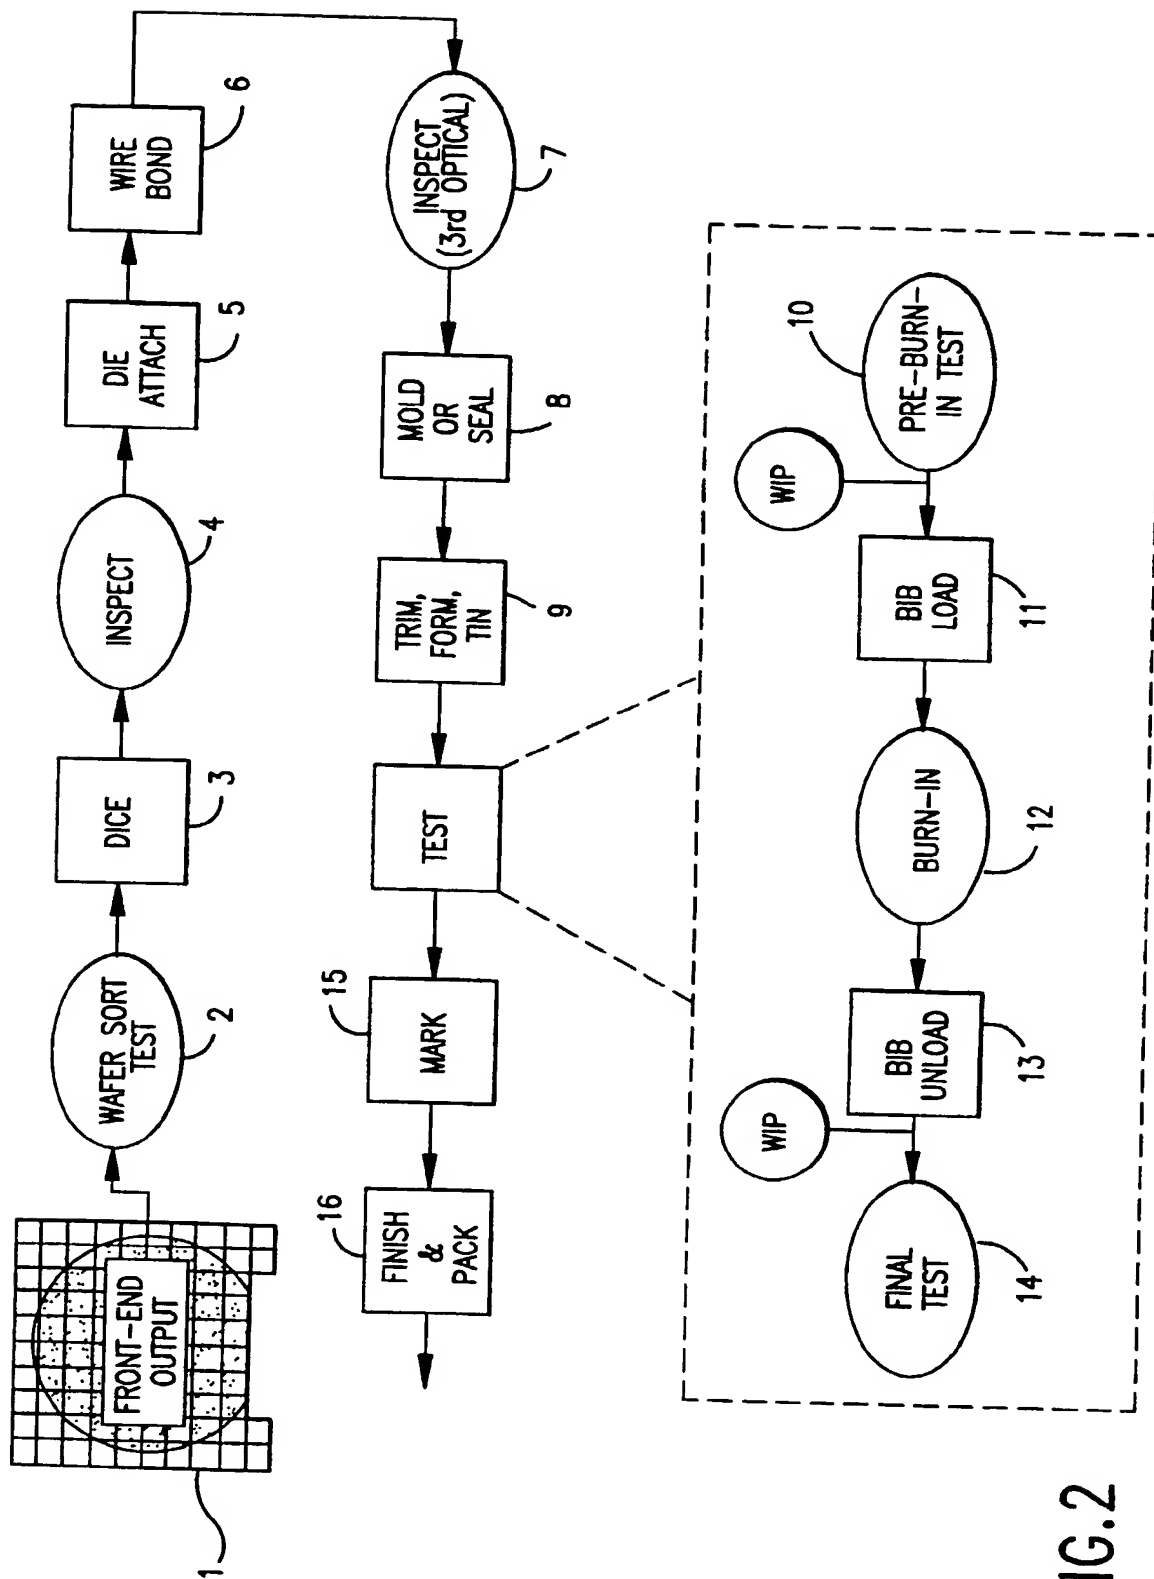 FRONT-END
OUTPUT
1
WAFER SORT
TEST
2
DICE
3
INSPECT
4
DIE
ATTACH
5
WIRE
BOND
6
INSPECT
(3rd OPTICAL)
7
MOLD
OR
SEAL
8
TRIM,
FORM,
TIN
9
TEST
MARK
15
FINISH
&
PACK
16
PRE-BURN-
IN TEST
10
WIP
BIB
LOAD
11
BURN-IN
12
BIB
UNLOAD
13
WIP
FINAL
TEST
14
IG.2